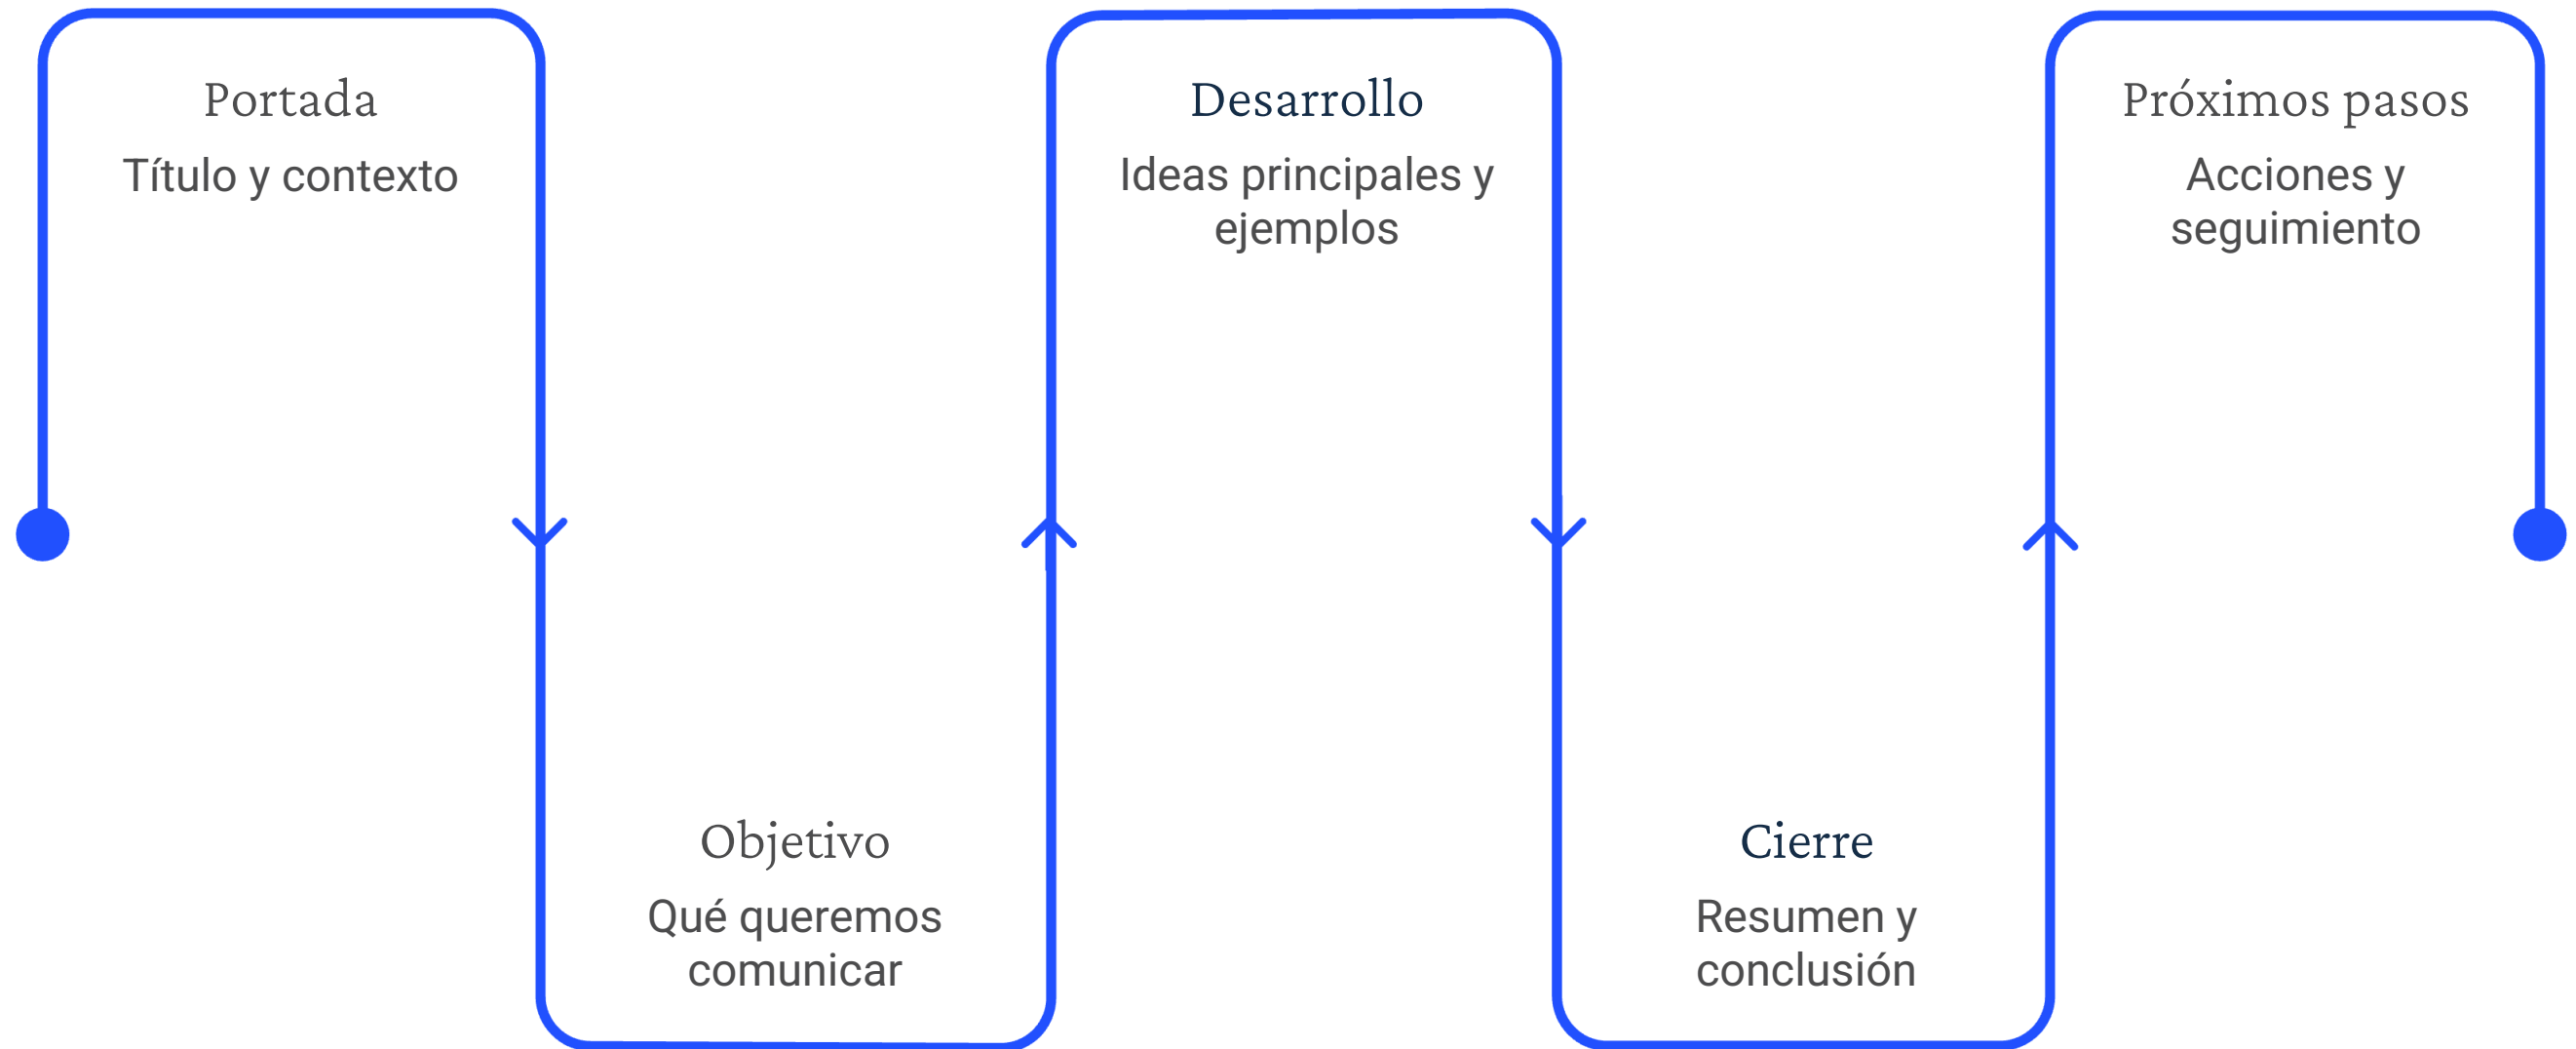 Portada
Título y contexto
Objetivo
Qué queremos
comunicar
Desarrollo
Ideas principales y
ejemplos
Cierre
Resumen y
conclusión
Próximos pasos
Acciones y
seguimiento